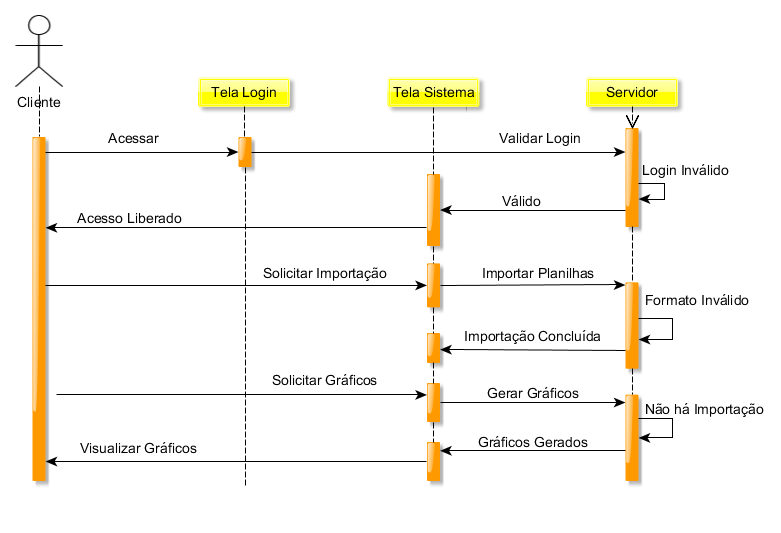 Cliente
Tela Login
Tela Sistema
Servidor
Acessar
Validar Login
Login Inválido
Válido
Acesso Liberado
Solicitar Importação
Importar Planilhas
Formato Inválido
Importação Concluída
Solicitar Gráficos
Gerar Gráficos
Não há Importação
Gráficos Gerados
Visualizar Gráficos